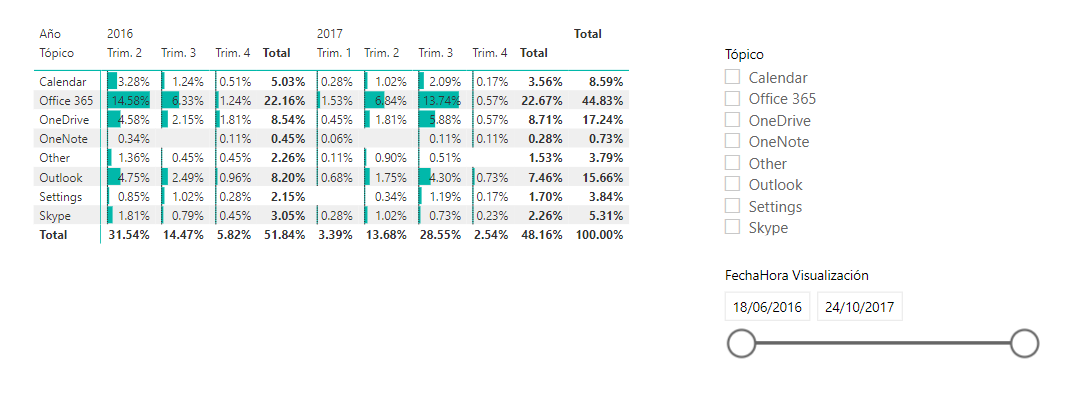 Año 2016 2017 Total
Tópico Trim. 2 Trim. 3 Trim. 4 Total Trim. 1 Trim. 2 Trim. 3 Trim. 4 Total
Calendar 3.28% 1.24% 0.51% 5.03% 0.28% 1.02% 2.09% 0.17% 3.56% 8.59%
Office 365 14.58% 6.33% 1.24% 22.16% 1.53% 6.84% 13.74% 0.57% 22.67% 44.83%
OneDrive 4.58% 2.15% 1.81% 8.54% 0.45% 1.81% 5.88% 0.57% 8.71% 17.24%
OneNote 0.34% 0.11% 0.45% 0.06% 0.11% 0.11% 0.28% 0.73%
Other 1.36% 0.45% 0.45% 2.26% 0.11% 0.90% 0.51% 1.53% 3.79%
Outlook 4.75% 2.49% 0.96% 8.20% 0.68% 1.75% 4.30% 0.73% 7.46% 15.66%
Settings 0.85% 1.02% 0.28% 2.15% 0.34% 1.19% 0.17% 1.70% 3.84%
Skype 1.81% 0.79% 0.45% 3.05% 0.28% 1.02% 0.73% 0.23% 2.26% 5.31%
Total 31.54% 14.47% 5.82% 51.84% 3.39% 13.68% 28.55% 2.54% 48.16% 100.00%
Tópico
Calendar
Office 365
OneDrive
OneNote
Other
Outlook
Settings
Skype
FechaHora Visualización
18/06/2016 24/10/2017